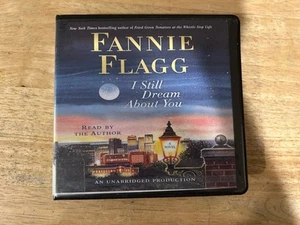 New York Times bestselling author of Fried Green Tomatoes at the Whistle Stop Cafe
FANNIE
FLAGG
I Still
Dream
About You
READ BY
THE AUTHOR
AN UNABRIDGED PRODUCTION